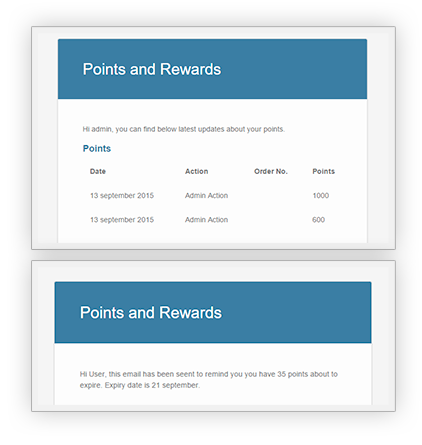 Points and Rewards
Hi admin, you can find below latest updates about your points.
Points
Date Action Order No. Points
13 september 2015 Admin Action 1000
13 september 2015 Admin Action 600
Points and Rewards
Hi User, this email has been seent to remind you you have 35 points about to
expire. Expiry date is 21 september.